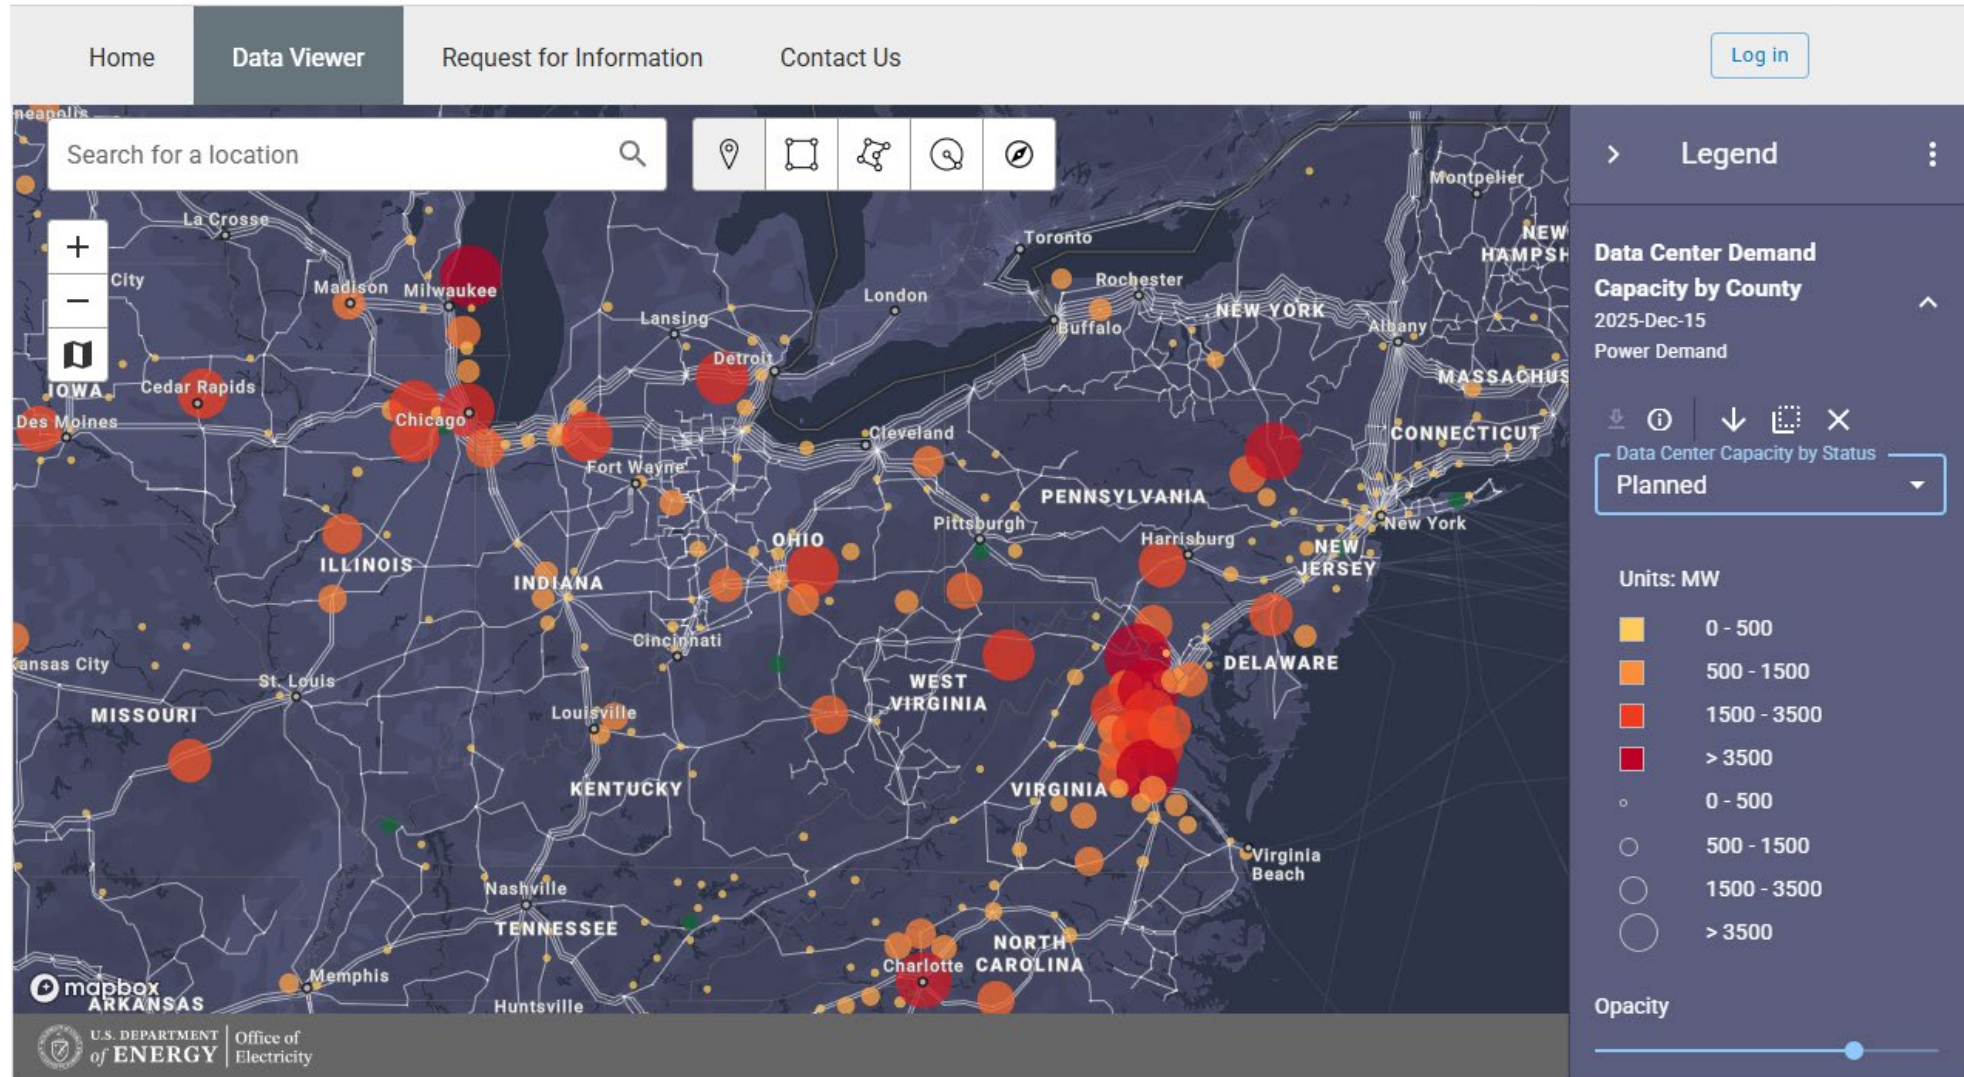 Home
Data Viewer
Request for Information
Contact Us
Log in
neapolis
Search for a location
Legend
Montpelier
La Crosse
Toronto
NEW
HAMPSH
City
Madison
Milwaukee
London
Rochester
Lansing
NEW YORK
Buffalo
Albany
Detroit
IOWA
Cedar Rapids
MASSACHUS
Des Moines
Chicago
Cleveland
CONNECTICUT
Fort Wayne
PENNSYLVANIA
Pittsburgh
New York
Harrisburg
OHIO
NEW
JERSEY
ILLINOIS
INDIANA
Cincinnati
Kansas City
DELAWARE
St. Louis
WEST
VIRGINIA
MISSOURI
Louisville
KENTUCKY
VIRGINIA
Virginia
Beach
Nashville
TENNESSEE
NORTH
CAROLINA
Charlotte
Memphis
mapbox
ARKANSAS
Huntsville
Data Center Demand
Capacity by County
2025-Dec-15
Power Demand
Data Center Capacity by Status
Planned
Units: MW
0 - 500
500 - 1500
1500 - 3500
> 3500
0 - 500
500 - 1500
1500 - 3500
> 3500
Opacity
U.S. DEPARTMENT
of ENERGY
Office of
Electricity